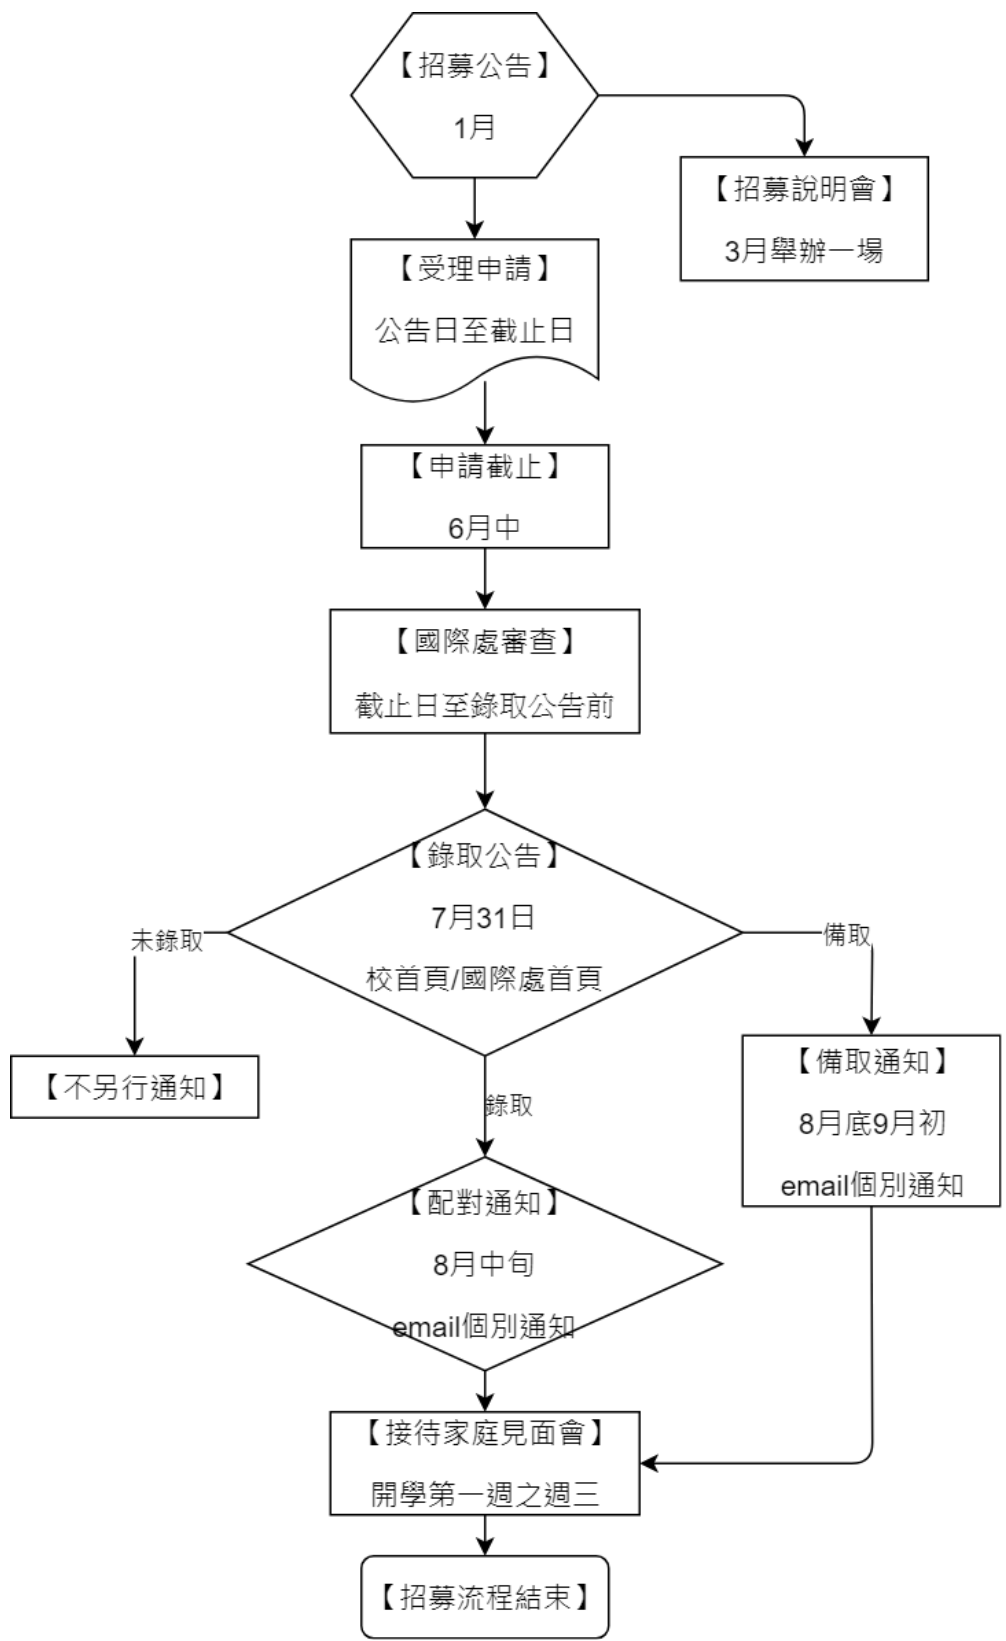 【招募公告】
1月
【招募說明會】
3月舉辦一場
【受理申請】
公告日至截止日
【申請截止】
6月中
【國際處審查】
截止日至錄取公告前
【錄取公告】
7月31日
校首頁/國際處首頁
未錄取
備取
【不另行通知】
錄取
【備取通知】
8月底9月初
email個別通知
【配對通知】
8月中旬
email個別通知
【接待家庭見面會】
開學第一週之週三
【招募流程結束】